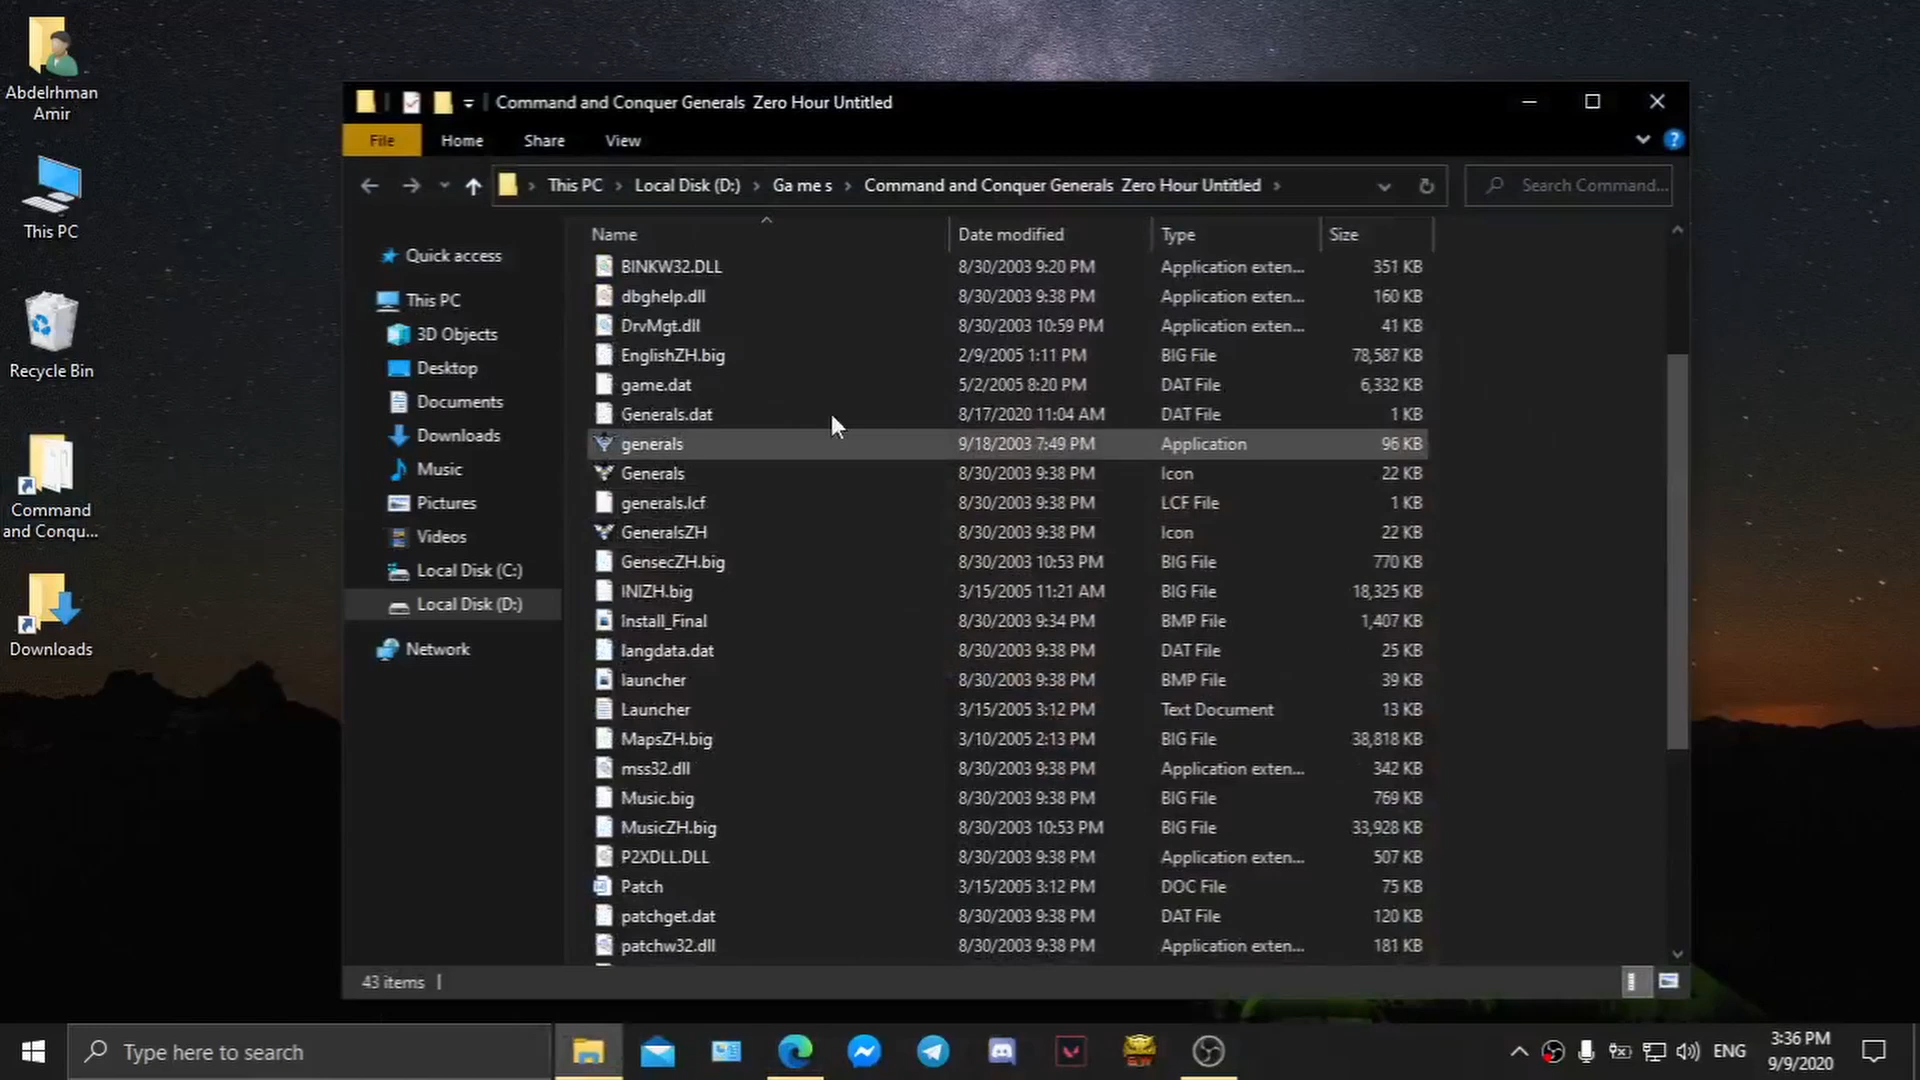 Abdelrhman
Amir
This PC
Recycle Bin
Command
and Conqu...
Downloads
Command and Conquer Generals Zero Hour Untitled
File Home Share View
This PC Local Disk (D:) Ga me s Command and Conquer Generals Zero Hour Untitled Search Command...
Quick access
This PC
3D Objects
Desktop
Documents
Downloads
Music
Pictures
Videos
Local Disk (C:)
Local Disk (D:)
Network
Name Date modified Type Size
BINKW32.DLL 8/30/2003 9:20 PM Application exten... 351 KB
dbghelp.dll 8/30/2003 9:38 PM Application exten... 160 KB
DrvMgt.dll 8/30/2003 10:59 PM Application exten... 41 KB
EnglishZH.big 2/9/2005 1:11 PM BIG File 78,587 KB
game.dat 5/2/2005 8:20 PM DAT File 6,332 KB
Generals.dat 8/17/2020 11:04 AM DAT File 1 KB
generals 9/18/2003 7:49 PM Application 96 KB
Generals 8/30/2003 9:38 PM Icon 22 KB
generals.lcf 8/30/2003 9:38 PM LCF File 1 KB
GeneralsZH 8/30/2003 9:38 PM Icon 22 KB
GensecZH.big 8/30/2003 10:53 PM BIG File 770 KB
INIZH.big 3/15/2005 11:21 AM BIG File 18,325 KB
Install_Final 8/30/2003 9:34 PM BMP File 1,407 KB
langdata.dat 8/30/2003 9:38 PM DAT File 25 KB
launcher 8/30/2003 9:38 PM BMP File 39 KB
Launcher 3/15/2005 3:12 PM Text Document 13 KB
MapsZH.big 3/10/2005 2:13 PM BIG File 38,818 KB
mss32.dll 8/30/2003 9:38 PM Application exten... 342 KB
Music.big 8/30/2003 9:38 PM BIG File 769 KB
MusicZH.big 8/30/2003 10:53 PM BIG File 33,928 KB
P2XDLL.DLL 8/30/2003 9:38 PM Application exten... 507 KB
Patch 3/15/2005 3:12 PM DOC File 75 KB
patchget.dat 8/30/2003 9:38 PM DAT File 120 KB
patchw32.dll 8/30/2003 9:38 PM Application exten... 181 KB
43 items
Type here to search
ENG
3:36 PM
9/9/2020